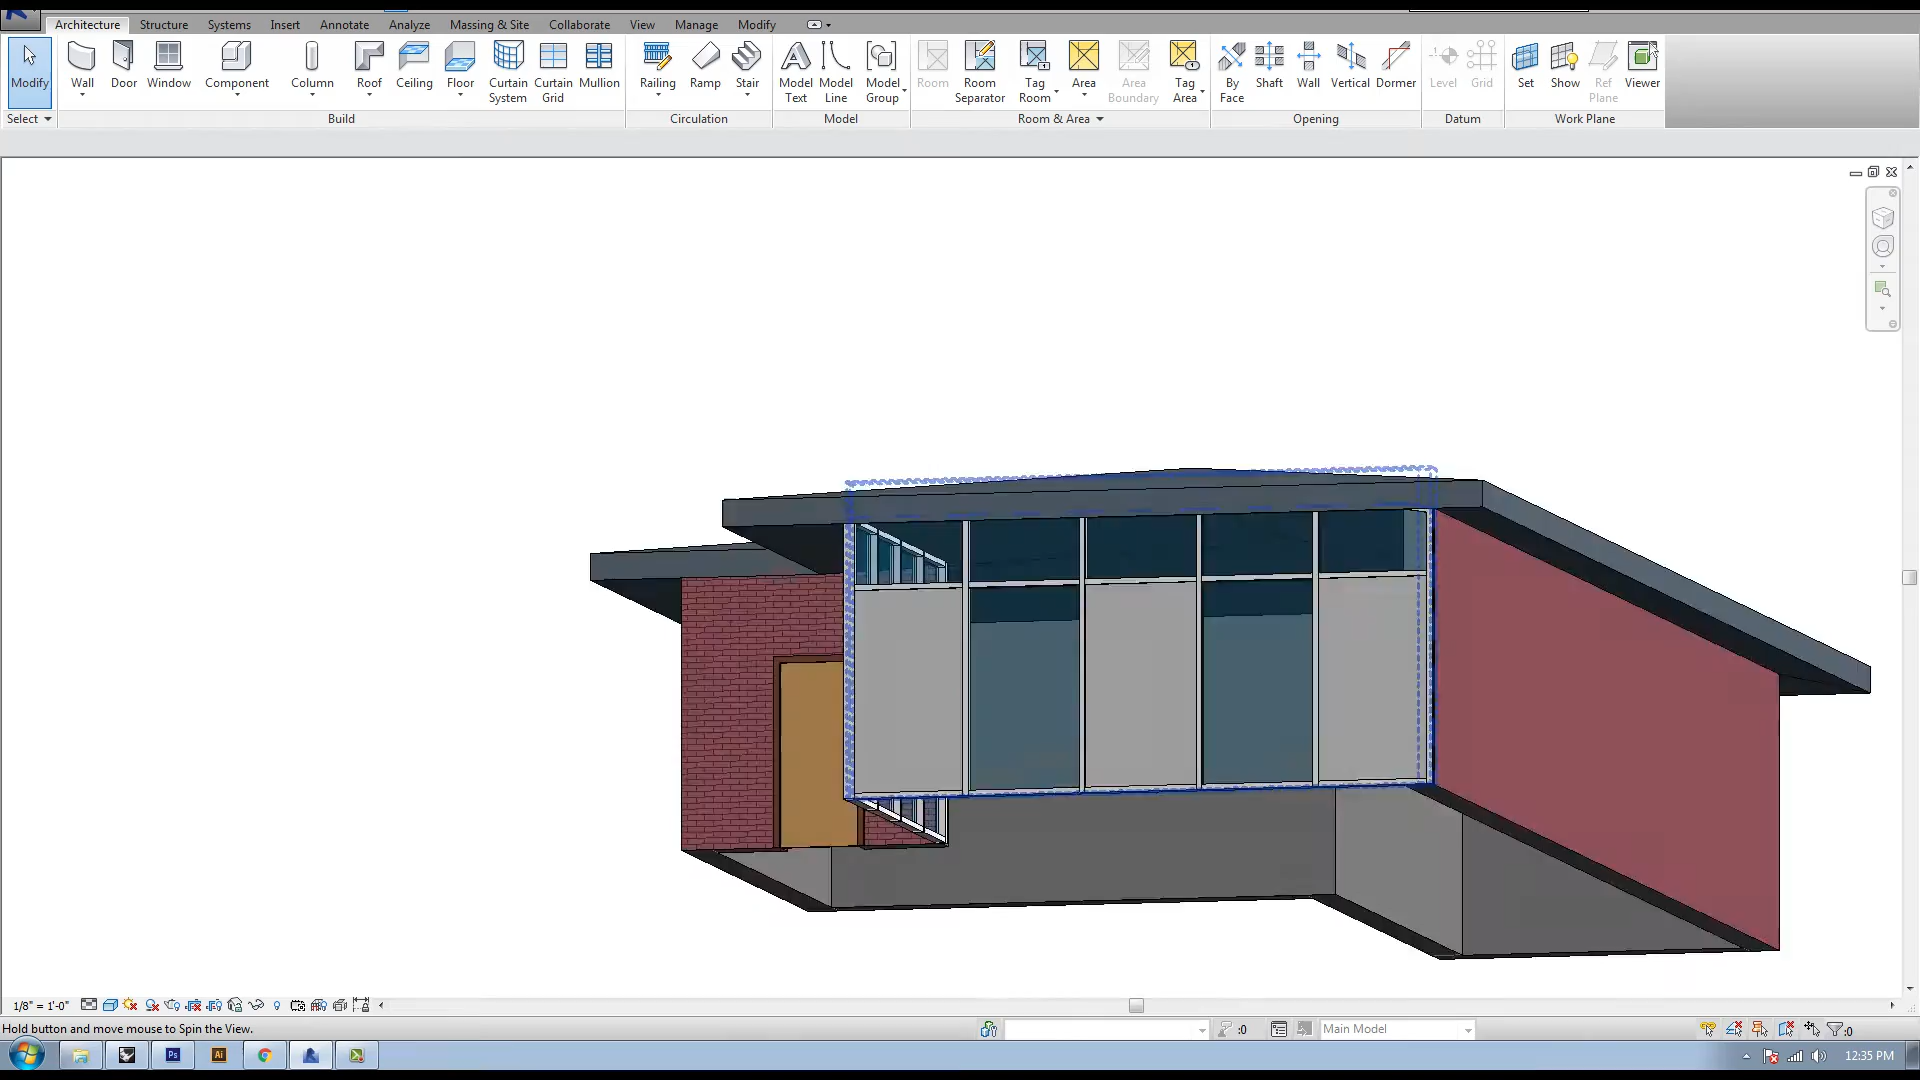 Architecture Structure Systems Insert Annotate Analyze Massing & Site Collaborate View Manage Modify
Modify Wall Door Window Component Column Roof Ceiling Floor Curtain System Curtain Grid Mullion Railing Ramp Stair Model Text Model Line Model Group Room Room Separator Tag Room Area Area Boundary Tag Area By Face Shaft Wall Vertical Dormer Level Grid Set Show Ref Plane Viewer
Select Build Circulation Model Room & Area Opening Datum Work Plane
1/8" = 1'-0"
Hold button and move mouse to Spin the View. :0 Main Model :0
Ps Ai 12:35 PM